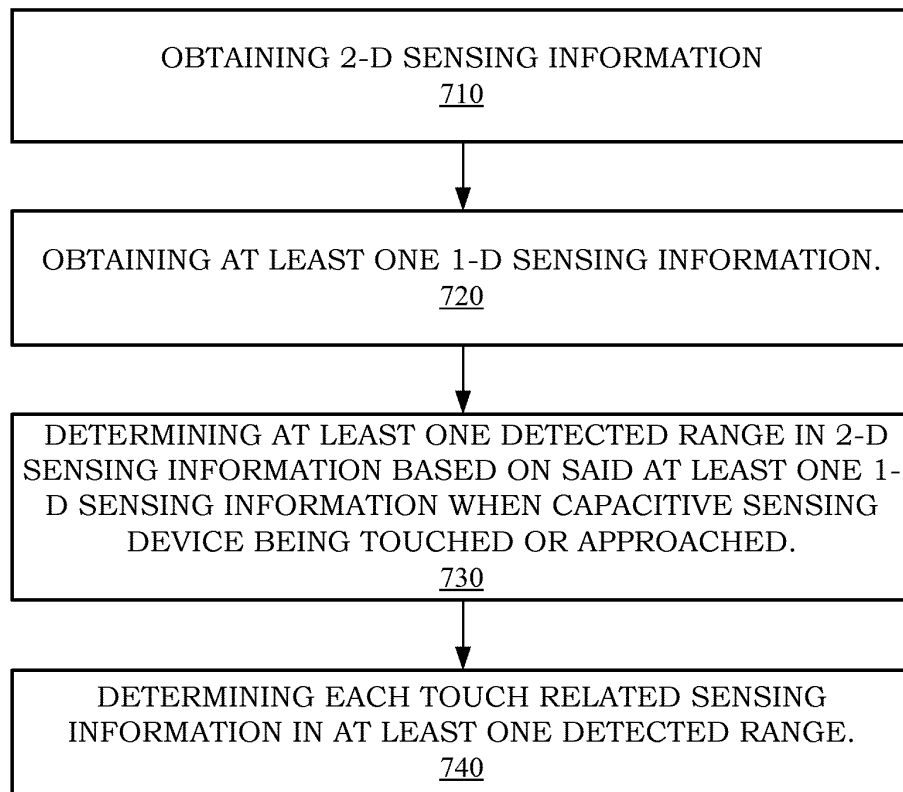 OBTAINING 2-D SENSING INFORMATION
710
OBTAINING AT LEAST ONE 1-D SENSING INFORMATION.
720
DETERMINING AT LEAST ONE DETECTED RANGE IN 2-D
SENSING INFORMATION BASED ON SAID AT LEAST ONE 1-
D SENSING INFORMATION WHEN CAPACITIVE SENSING
DEVICE BEING TOUCHED OR APPROACHED.
730
DETERMINING EACH TOUCH RELATED SENSING
INFORMATION IN AT LEAST ONE DETECTED RANGE.
740